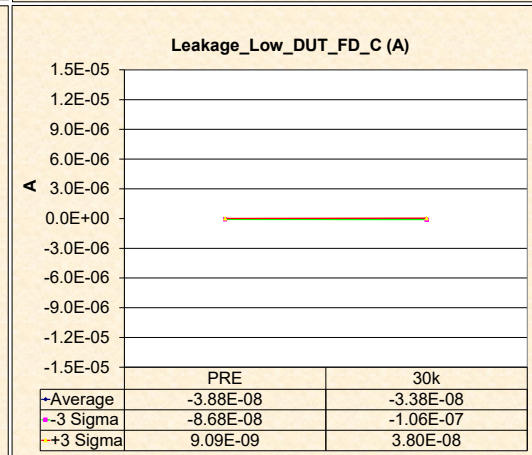 Leakage_Low_DUT_FD_C (A)
1.5E-05
1.2E-05
9.0E-06
6.0E-06
3.0E-06
0.0E+00
-3.0E-06
-6.0E-06
-9.0E-06
-1.2E-05
-1.5E-05
A
PRE 30k
Average -3.88E-08 -3.38E-08
-3 Sigma -8.68E-08 -1.06E-07
+3 Sigma 9.09E-09 3.80E-08